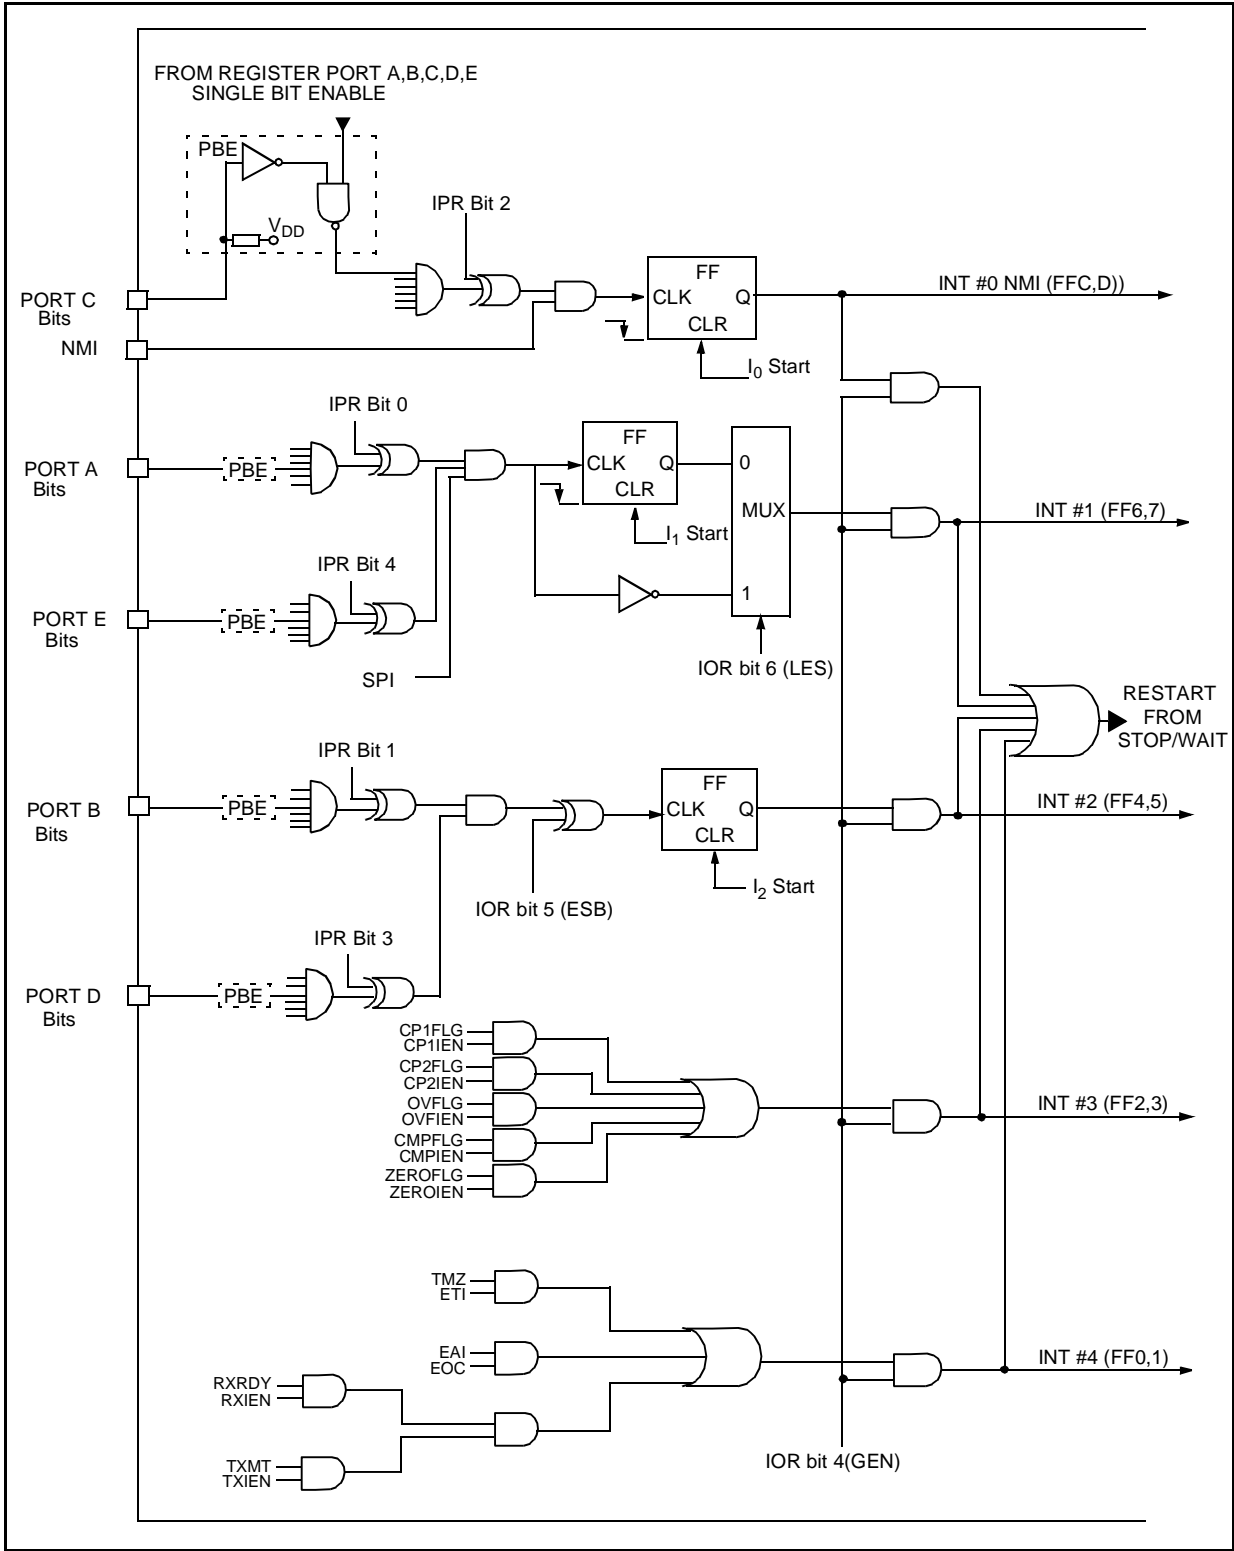 FROM REGISTER PORT A,B,C,D,E
SINGLE BIT ENABLE
PBE
VDD
IPR Bit 2
PORT C
Bits
NMI
FF
CLK
Q
CLR
I0 Start
INT #0 NMI (FFC,D))
IPR Bit 0
PORT A
Bits
PBE
FF
CLK
Q
CLR
I1 Start
0
MUX
1
IOR bit 6 (LES)
INT #1 (FF6,7)
IPR Bit 4
PORT E
Bits
PBE
SPI
RESTART
FROM
STOP/WAIT
IPR Bit 1
PORT B
Bits
PBE
FF
CLK
Q
CLR
I2 Start
IOR bit 5 (ESB)
INT #2 (FF4,5)
IPR Bit 3
PORT D
Bits
PBE
CP1FLG
CP1IEN
CP2FLG
CP2IEN
OVFLG
OVFIEN
CMPFLG
CMPIEN
ZEROFLG
ZEROIEN
INT #3 (FF2,3)
TMZ
ETI
EAI
EOC
RXRDY
RXIEN
TXMT
TXIEN
INT #4 (FF0,1)
IOR bit 4(GEN)